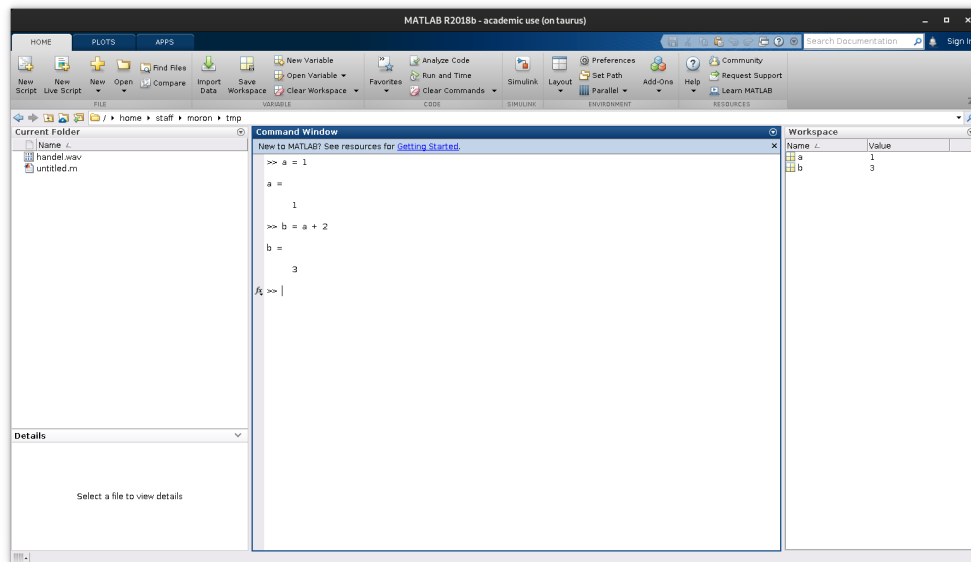 MATLAB R2018b - academic use (on taurus)
HOME PLOTS APPS
Search Documentation
Sign In
New Script
New Live Script
New
Open
Find Files
Compare
FILE
Import Data
Save Workspace
New Variable
Open Variable
Clear Workspace
VARIABLE
Favorites
Analyze Code
Run and Time
Clear Commands
CODE
Simulink
SIMULINK
Layout
Preferences
Set Path
Parallel
Add-Ons
ENVIRONMENT
Help
Community
Request Support
Learn MATLAB
RESOURCES
/ home staff moron tmp
Current Folder
Name
handel.wav
untitled.m
Details
Select a file to view details
Command Window
New to MATLAB? See resources for Getting Started.
>> a = 1
a =
1
>> b = a + 2
b =
3
fx >>
Workspace
Name Value
a 1
b 3